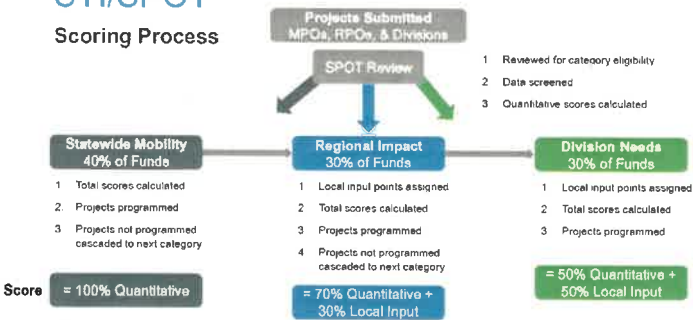 STI/SPOT
Scoring Process
Projects Submitted
MPOs, RPOs, & Divisions
SPOT Review
1 Reviewed for category eligibility
2 Data screened
3 Quantitative scores calculated
Statewide Mobility
40% of Funds
1 Total scores calculated
2. Projects programmed
3 Projects not programmed
cascaded to next category
Regional Impact
30% of Funds
1 Local input points assigned
2 Total scores calculated
3 Projects programmed
4 Projects not programmed
cascaded to next category
Division Needs
30% of Funds
1 Local input points assigned
2 Total scores calculated
3 Projects programmed
Score
= 100% Quantitative
= 70% Quantitative +
30% Local Input
= 50% Quantitative +
50% Local Input